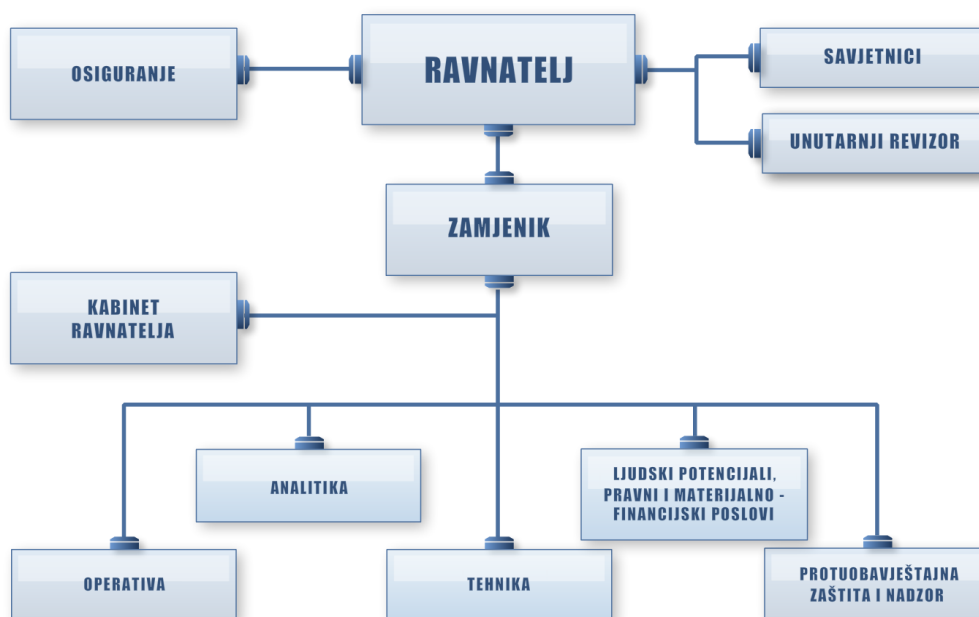 OSIGURANJE
RAVNATELJ
SAVJETNICI
UNUTARNJI REVIZOR
ZAMJENIK
KABINET
RAVNATELJA
ANALITIKA
LJUDSKI POTENCIJALI,
PRAVNI I MATERIJALNO -
FINANCIJSKI POSLOVI
OPERATIVA
TEHNIKA
PROTUOBAVJEŠTAJNA
ZAŠTITA I NADZOR